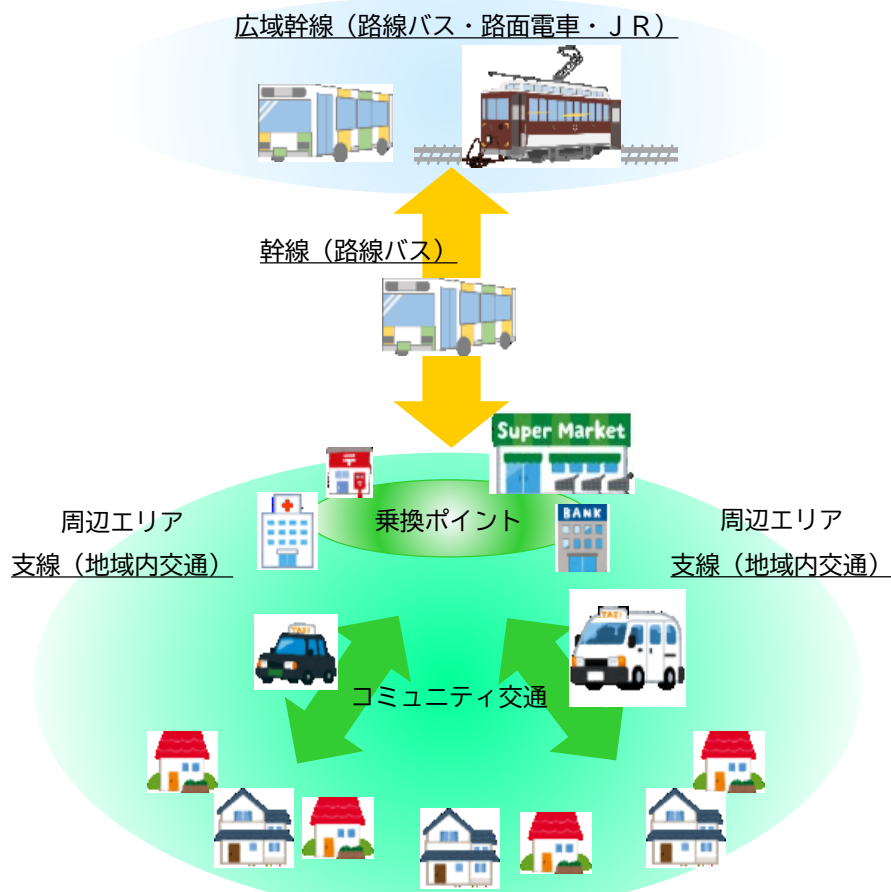 広域幹線（路線バス・路面電車・ＪＲ）
幹線（路線バス）
Super Market
乗換ポイント
BANK
周辺エリア
支線（地域内交通）
周辺エリア
支線（地域内交通）
TAXI
TAXI
コミュニティ交通